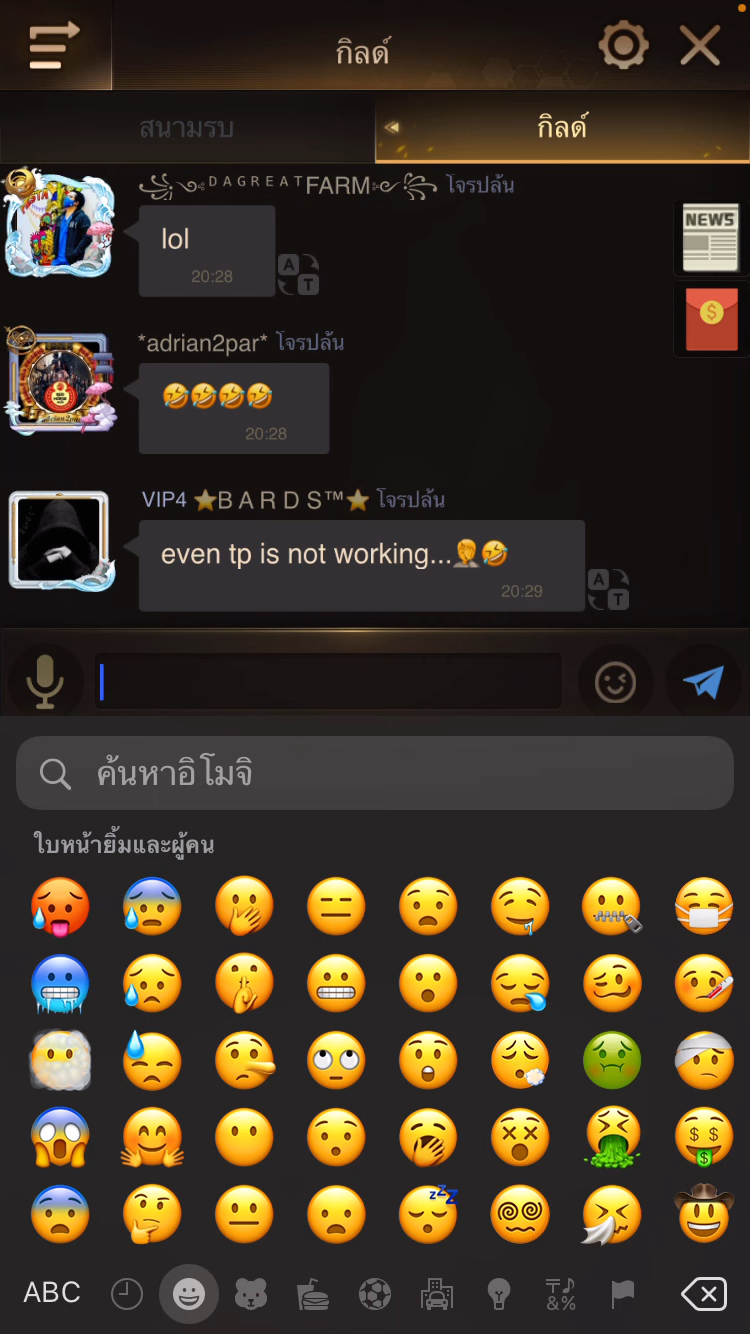 กิลด์
สนามรบ
กิลด์
ᴰᴬᴳᴿᴱᴬᵀFARM โจรปล้น
lol
20:28
NEWS
*adrian2par* โจรปล้น
🤣🤣🤣🤣
20:28
VIP4 ⭐B A R D S™⭐ โจรปล้น
even tp is not working...🤦🤣
20:29
ค้นหาอิโมจิ
ใบหน้ายิ้มและผู้คน
ABC